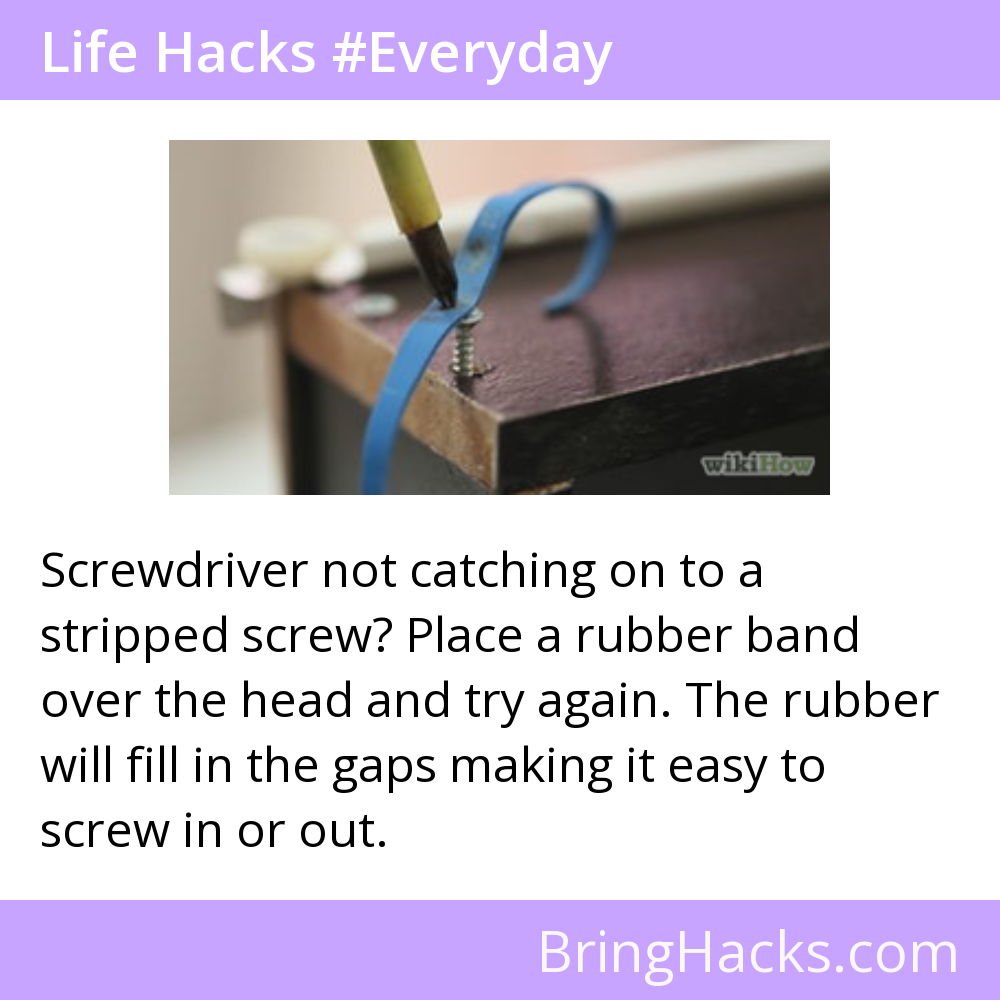 Life Hacks #Everyday
wikiHow
Screwdriver not catching on to a
stripped screw? Place a rubber band
over the head and try again. The rubber
will fill in the gaps making it easy to
screw in or out.
BringHacks.com